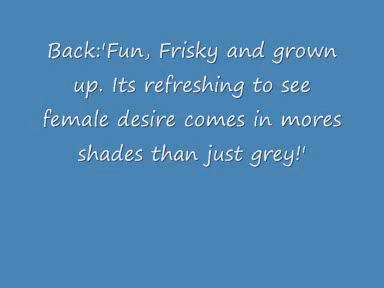 Back:'Fun, Frisky and grown
up. Its refreshing to see
female desire comes in mores
shades than just grey!'